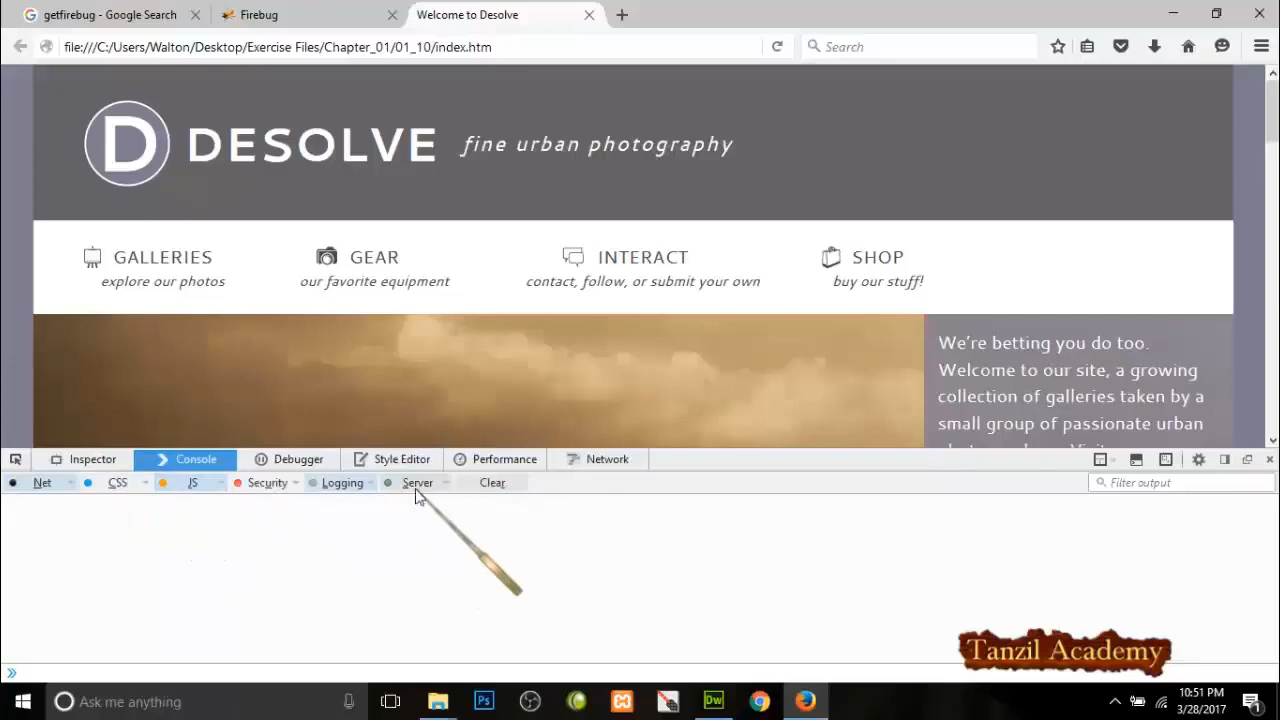 getfirebug - Google Search
Firebug
Welcome to Desolve
file:///C:/Users/Walton/Desktop/Exercise Files/Chapter_01/01_10/index.htm
Search
D DESOLVE fine urban photography
GALLERIES
explore our photos
GEAR
our favorite equipment
INTERACT
contact, follow, or submit your own
SHOP
buy our stuff!
We're betting you do too.
Welcome to our site, a growing
collection of galleries taken by a
small group of passionate urban
Inspector Console Debugger Style Editor Performance Network
Net CSS JS Security Logging Server Clear
Filter output
Tanzil Academy
Ask me anything
Ps
Dw
10:51 PM
3/28/2017
1